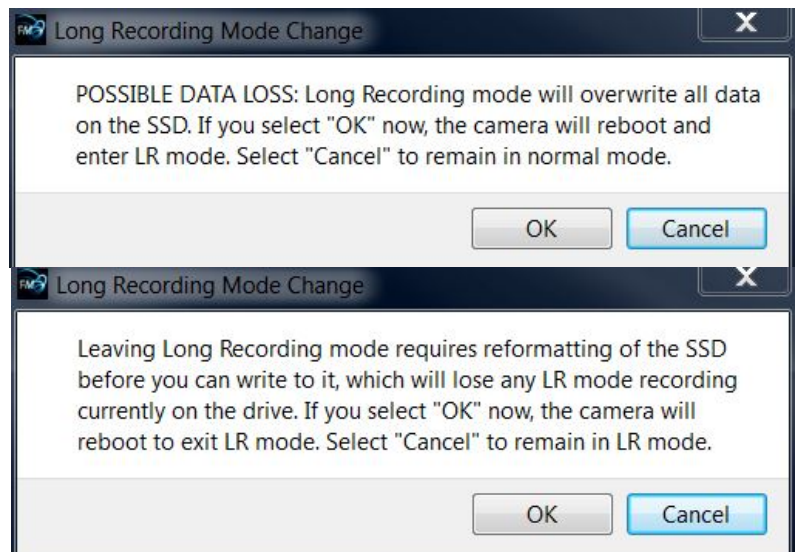 FM Long Recording Mode Change X
POSSIBLE DATA LOSS: Long Recording mode will overwrite all data
on the SSD. If you select "OK" now, the camera will reboot and
enter LR mode. Select "Cancel" to remain in normal mode.
OK Cancel
FM Long Recording Mode Change X
Leaving Long Recording mode requires reformatting of the SSD
before you can write to it, which will lose any LR mode recording
currently on the drive. If you select "OK" now, the camera will
reboot to exit LR mode. Select "Cancel" to remain in LR mode.
OK Cancel